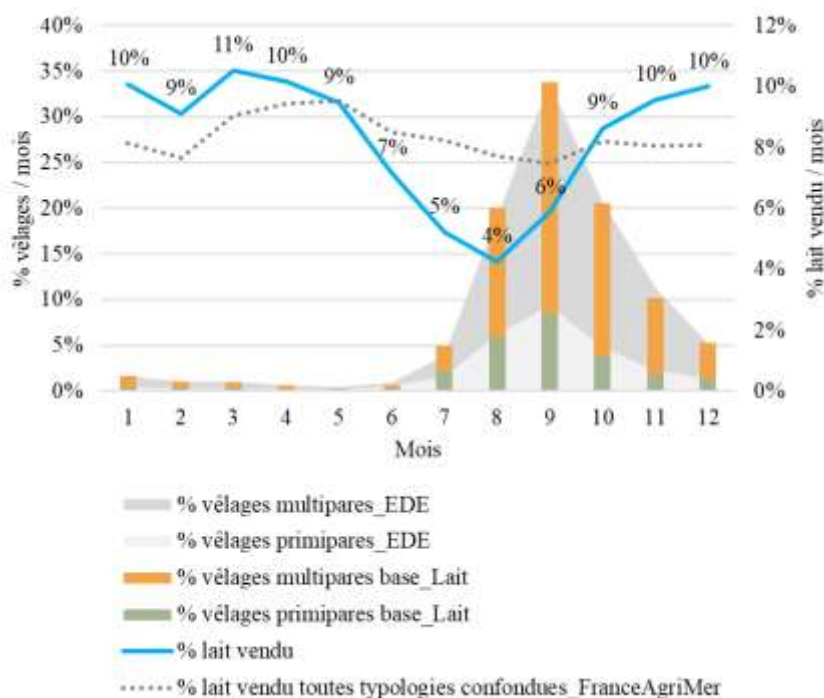 40%
35%
30%
25%
20%
15%
10%
5%
0%
% vêlages / mois
12%
10%
8%
6%
4%
2%
0%
% lait vendu / mois
10%
9%
11%
10%
9%
7%
5%
4%
6%
9%
10%
10%
1 2 3 4 5 6 7 8 9 10 11 12
Mois
% vêlages multipares_EDE
% vêlages primipares_EDE
% vêlages multipares base_Lait
% vêlages primipares base_Lait
% lait vendu
% lait vendu toutes typologies confondues_FranceAgriMer